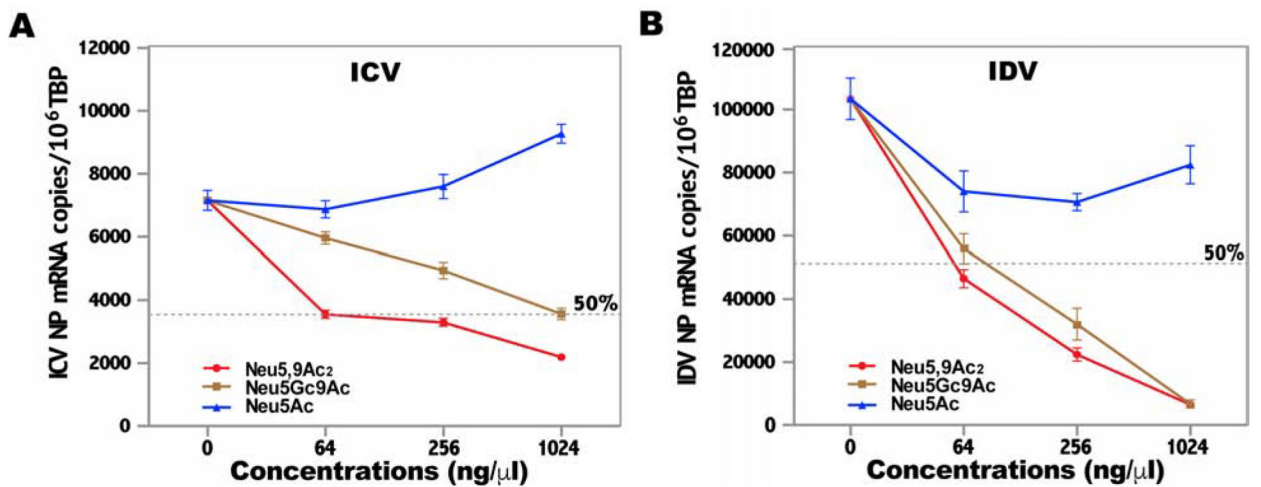 A
ICV
ICV NP mRNA copies/10⁶TBP
12000
10000
8000
6000
4000
2000
0
50%
Neu5,9Ac₂
Neu5Gc9Ac
Neu5Ac
0 64 256 1024
Concentrations (ng/µl)
B
IDV
IDV NP mRNA copies/10⁶TBP
120000
100000
80000
60000
40000
20000
0
50%
Neu5,9Ac₂
Neu5Gc9Ac
Neu5Ac
0 64 256 1024
Concentrations (ng/µl)